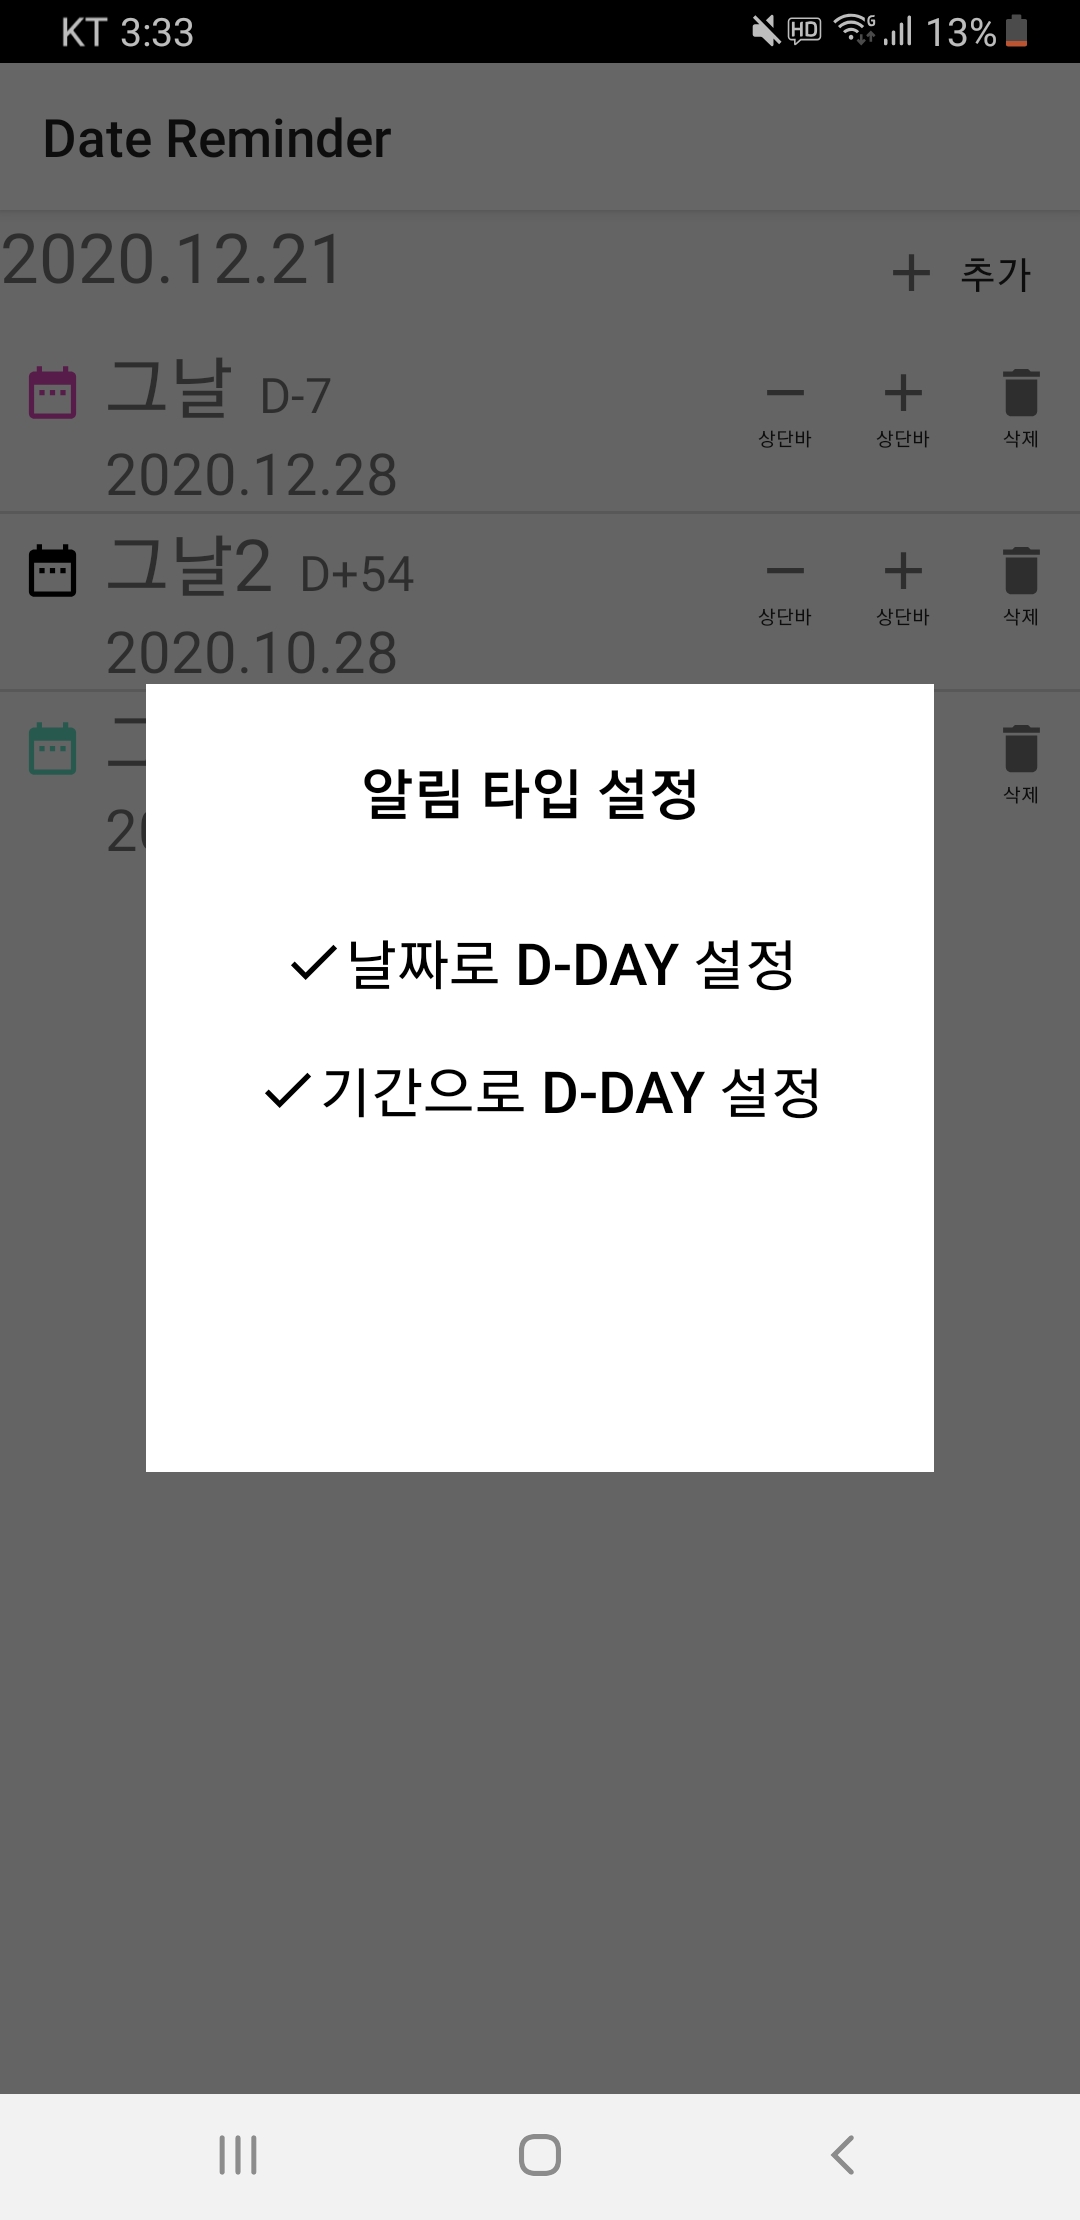 KT 3:33
HD
13%
Date Reminder
2020.12.21
+ 추가
그날 D-7
상단바 상단바 삭제
2020.12.28
그날2 D+54
상단바 상단바 삭제
2020.10.28
삭제
알림 타입 설정
날짜로 D-DAY 설정
기간으로 D-DAY 설정